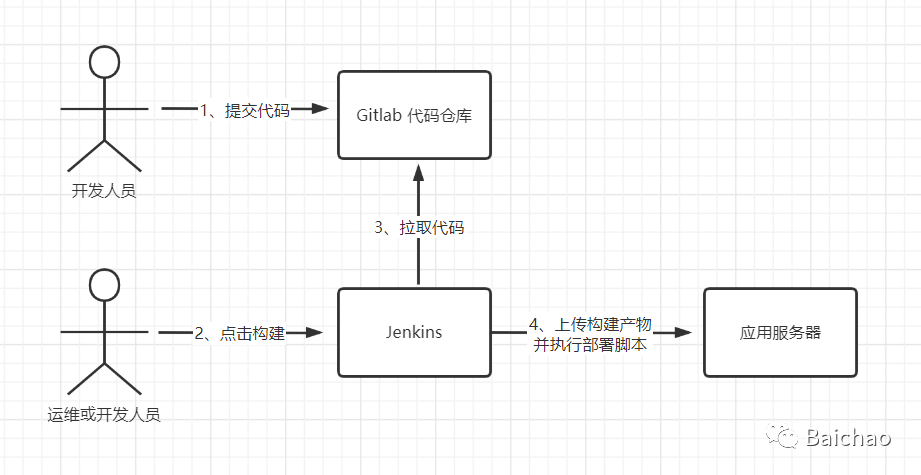 1、提交代码
Gitlab 代码仓库
开发人员
3、拉取代码
2、点击构建
Jenkins
4、上传构建产物
并执行部署脚本
应用服务器
运维或开发人员
Baichao